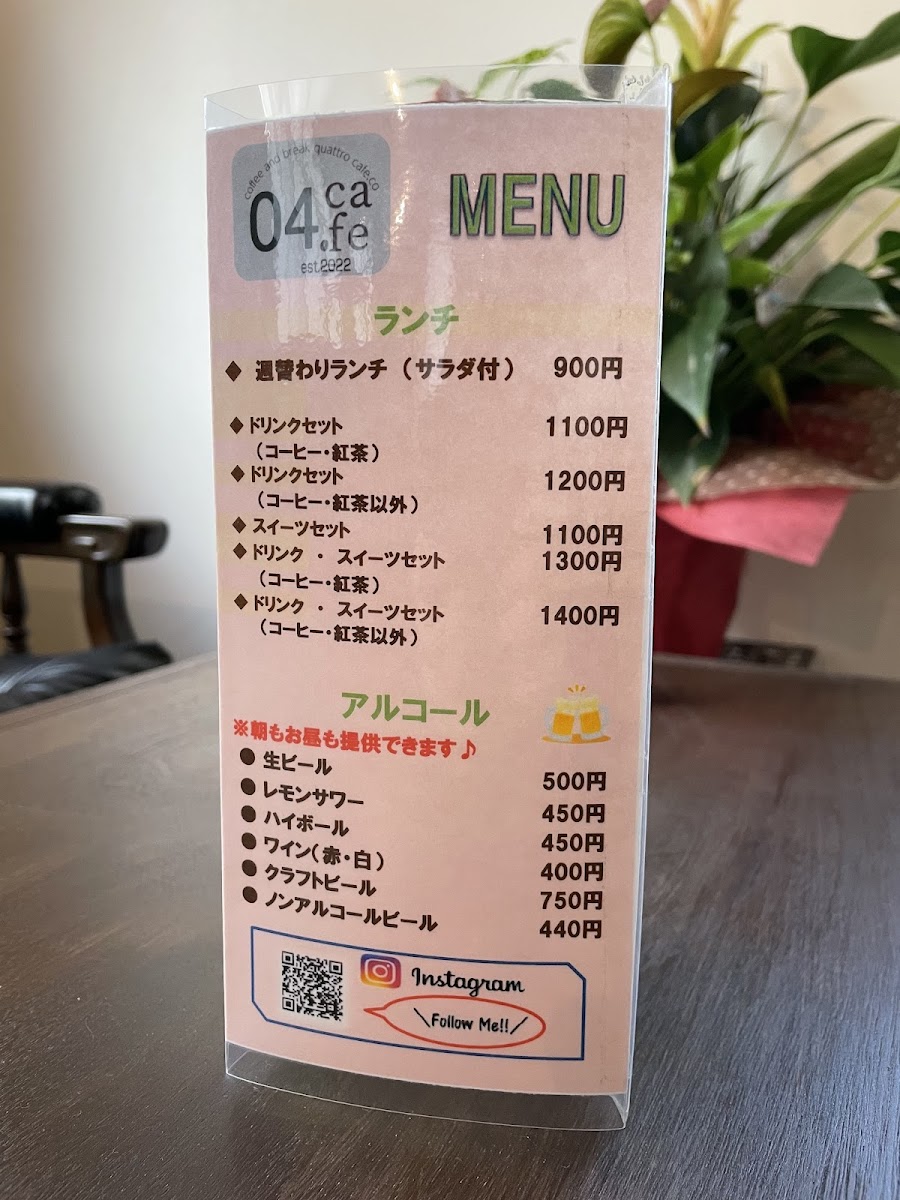 coffee and break quattro cafe.co
04.cafe
est.2022
MENU
ランチ
◆ 週替わりランチ（サラダ付） 900円
◆ドリンクセット 1100円
（コーヒー・紅茶）
◆ドリンクセット 1200円
（コーヒー・紅茶以外）
◆スイーツセット 1100円
◆ドリンク ・ スイーツセット 1300円
（コーヒー・紅茶）
◆ドリンク ・ スイーツセット 1400円
（コーヒー・紅茶以外）
アルコール
※朝もお昼も提供できます♪
● 生ビール 500円
● レモンサワー 450円
● ハイボール 450円
● ワイン（赤・白） 400円
● クラフトビール 750円
● ノンアルコールビール 440円
Instagram
\Follow Me!!/